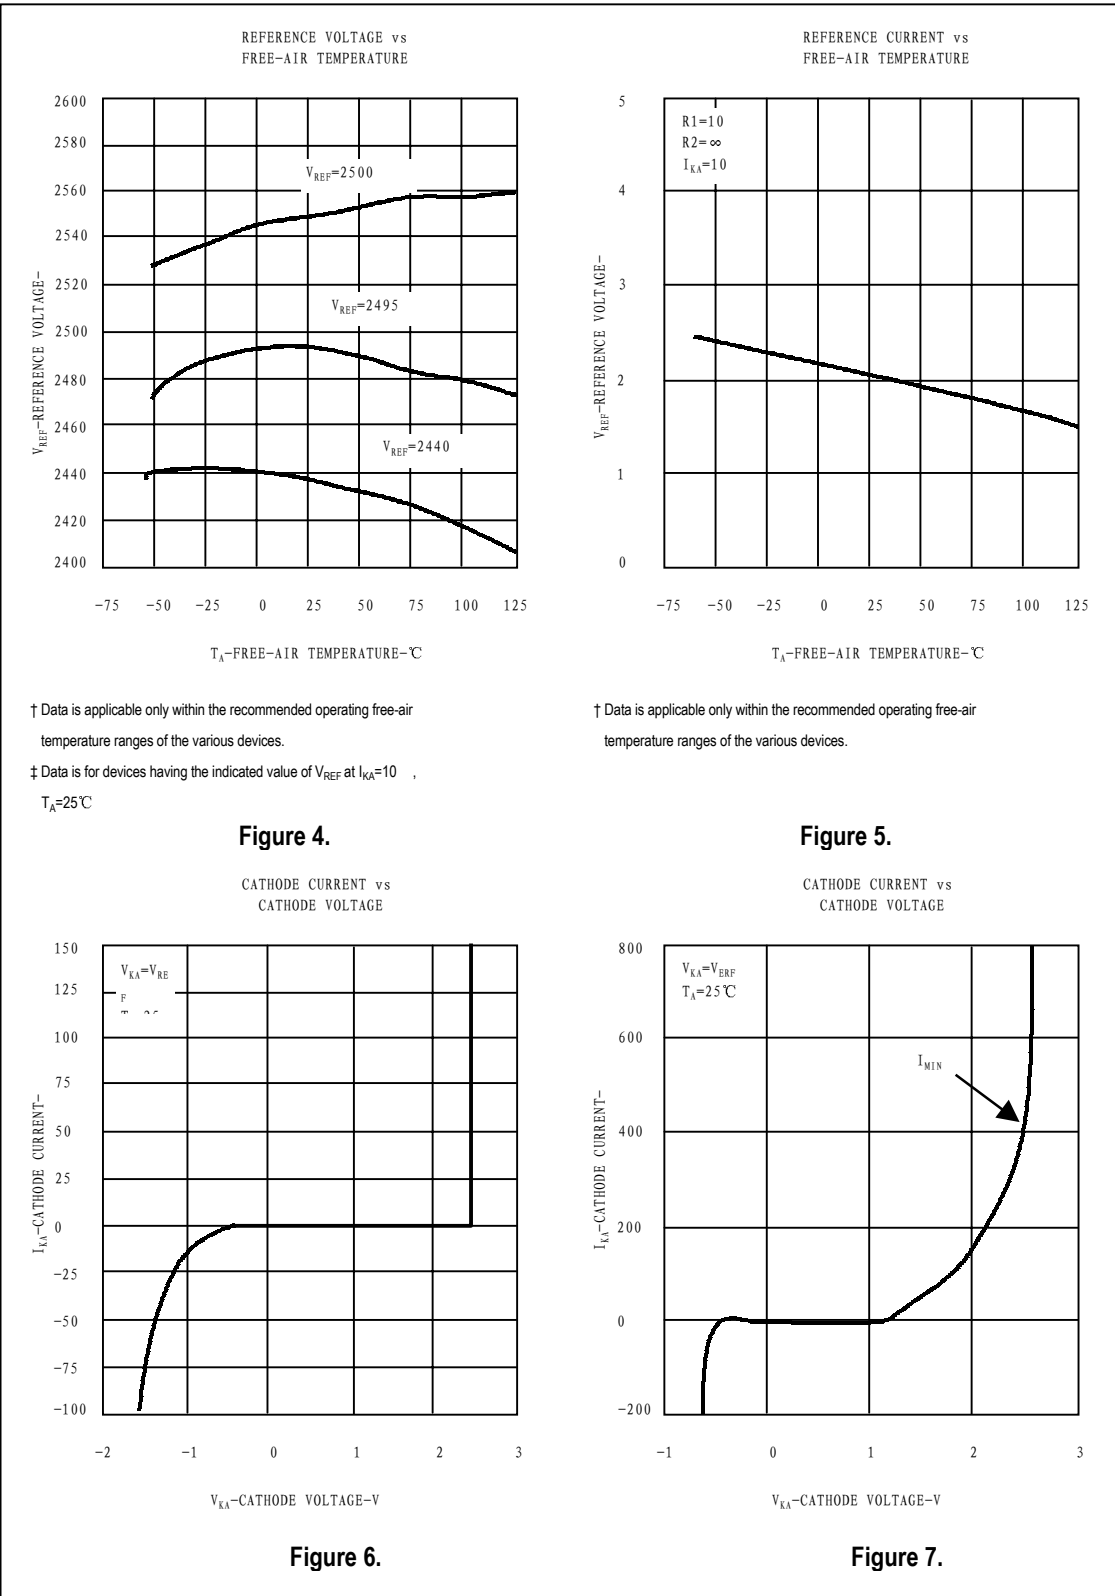 REFERENCE VOLTAGE vs
FREE—AIR TEMPERATURE
2600
2580
2560
2540
2520
2500
2480
2460
2440
2420
2400
V_REF—REFERENCE VOLTAGE—
V_REF=2500
V_REF=2495
V_REF=2440
—75 —50 —25 0 25 50 75 100 125
T_A—FREE—AIR TEMPERATURE—℃
† Data is applicable only within the recommended operating free-air
temperature ranges of the various devices.
‡ Data is for devices having the indicated value of V_REF at I_KA=10 ,
T_A=25℃
Figure 4.
REFERENCE CURRENT vs
FREE—AIR TEMPERATURE
5
4
3
2
1
0
V_REF—REFERENCE VOLTAGE—
R1=10
R2=∞
I_KA=10
—75 —50 —25 0 25 50 75 100 125
T_A—FREE—AIR TEMPERATURE—℃
† Data is applicable only within the recommended operating free-air
temperature ranges of the various devices.
Figure 5.
CATHODE CURRENT vs
CATHODE VOLTAGE
150
125
100
75
50
25
0
—25
—50
—75
—100
I_KA—CATHODE CURRENT—
V_KA=V_RE
F
—2 —1 0 1 2 3
V_KA—CATHODE VOLTAGE—V
Figure 6.
CATHODE CURRENT vs
CATHODE VOLTAGE
800
600
400
200
0
—200
I_KA—CATHODE CURRENT—
V_KA=V_ERF
T_A=25℃
I_MIN
—1 0 1 2 3
V_KA—CATHODE VOLTAGE—V
Figure 7.